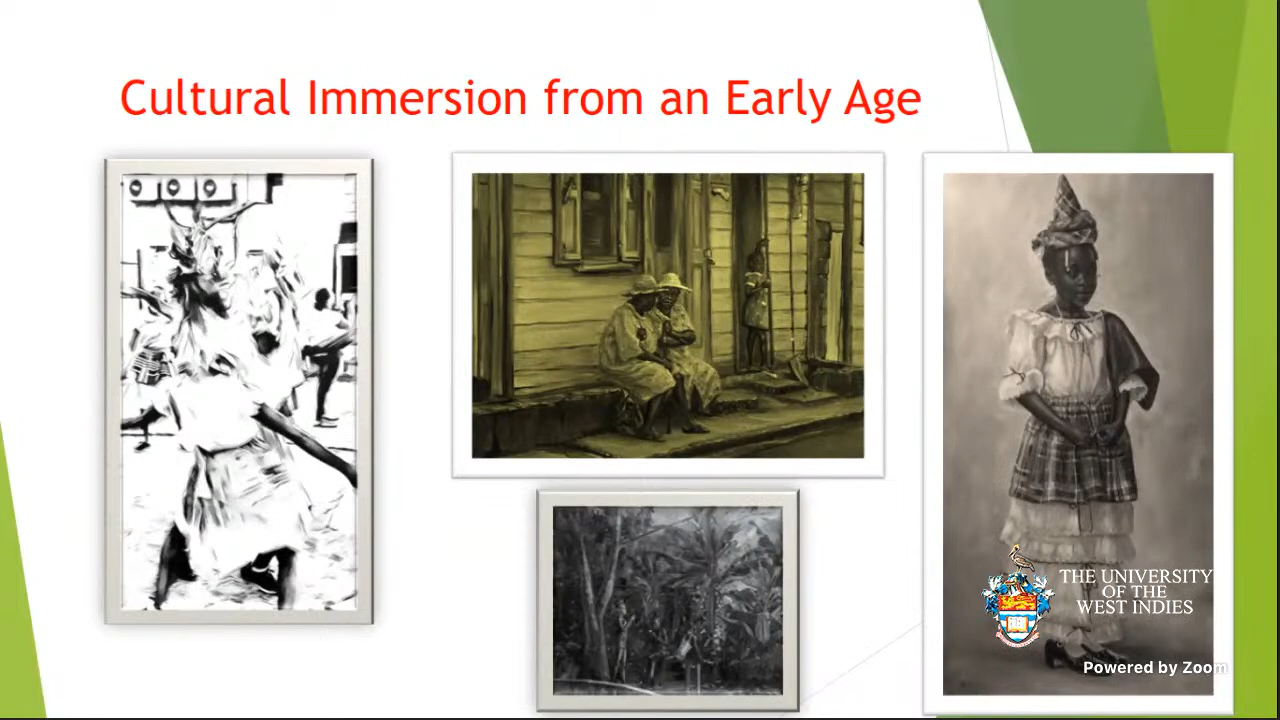 Cultural Immersion from an Early Age
THE UNIVERSITY
OF THE
WEST INDIES
Powered by Zoom